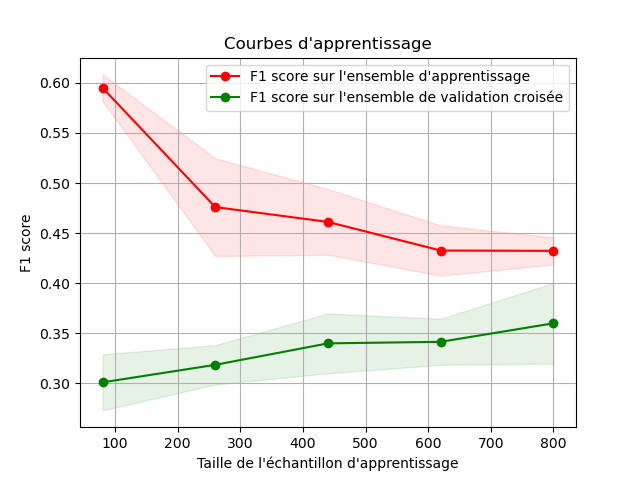 Courbes d'apprentissage
F1 score sur l'ensemble d'apprentissage
F1 score sur l'ensemble de validation croisée
F1 score
0.60
0.55
0.50
0.45
0.40
0.35
0.30
100 200 300 400 500 600 700 800
Taille de l'échantillon d'apprentissage